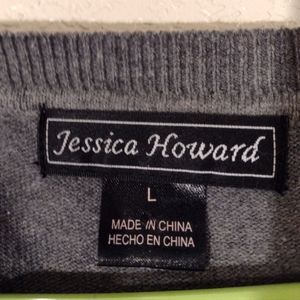 Jessica Howard
L
MADE IN CHINA
HECHO EN CHINA